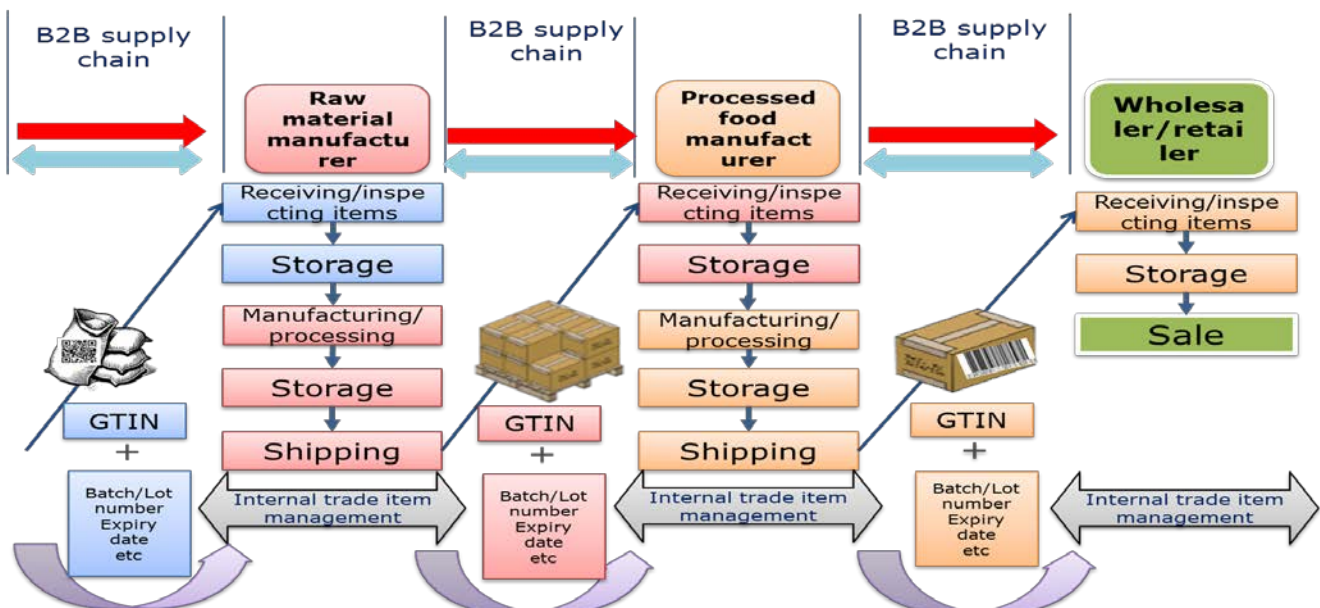 B2B supply
chain
B2B supply
chain
B2B supply
chain
Raw
material
manufactu
rer
Processed
food
manufact
urer
Wholesa
ler/retai
ler
Receiving/inspe
cting items
Storage
Manufacturing/
processing
Storage
Shipping
Receiving/inspe
cting items
Storage
Manufacturing/
processing
Storage
Shipping
Receiving/inspe
cting items
Storage
Sale
GTIN
+
Batch/Lot
number
Expiry
date
etc
GTIN
+
Batch/Lot
number
Expiry
date
etc
GTIN
+
Batch/Lot
number
Expiry
date
etc
Internal trade item
management
Internal trade item
management
Internal trade item
management